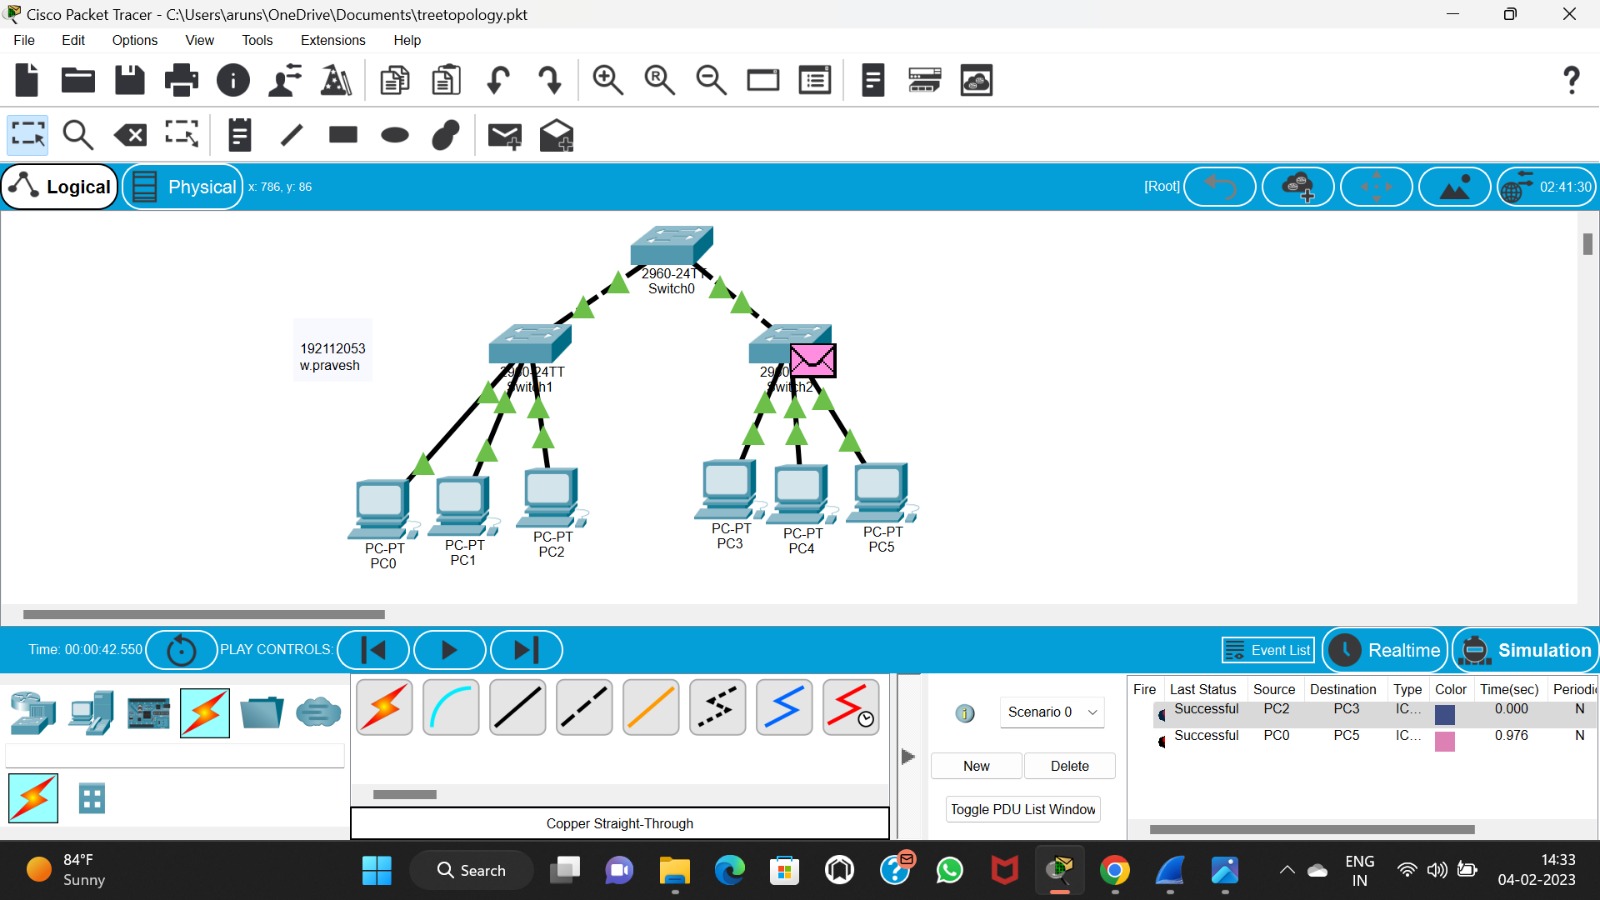 Cisco Packet Tracer - C:\Users\aruns\OneDrive\Documents\treetopology.pkt
File Edit Options View Tools Extensions Help
R
?
Logical Physical x: 786, y: 86 [Root] 02:41:30
2960-24TT
Switch0
192112053
w.pravesh
2960-24TT
Switch1
Switch2
PC-PT
PC0
PC-PT
PC1
PC-PT
PC2
PC-PT
PC3
PC-PT
PC4
PC-PT
PC5
Time: 00:00:42.550 PLAY CONTROLS: Event List Realtime Simulation
Scenario 0
New Delete
Toggle PDU List Window
Fire Last Status Source Destination Type Color Time(sec) Periodic
Successful PC2 PC3 IC... 0.000 N
Successful PC0 PC5 IC... 0.976 N
Copper Straight-Through
84°F
Sunny
Search
ENG
IN
14:33
04-02-2023